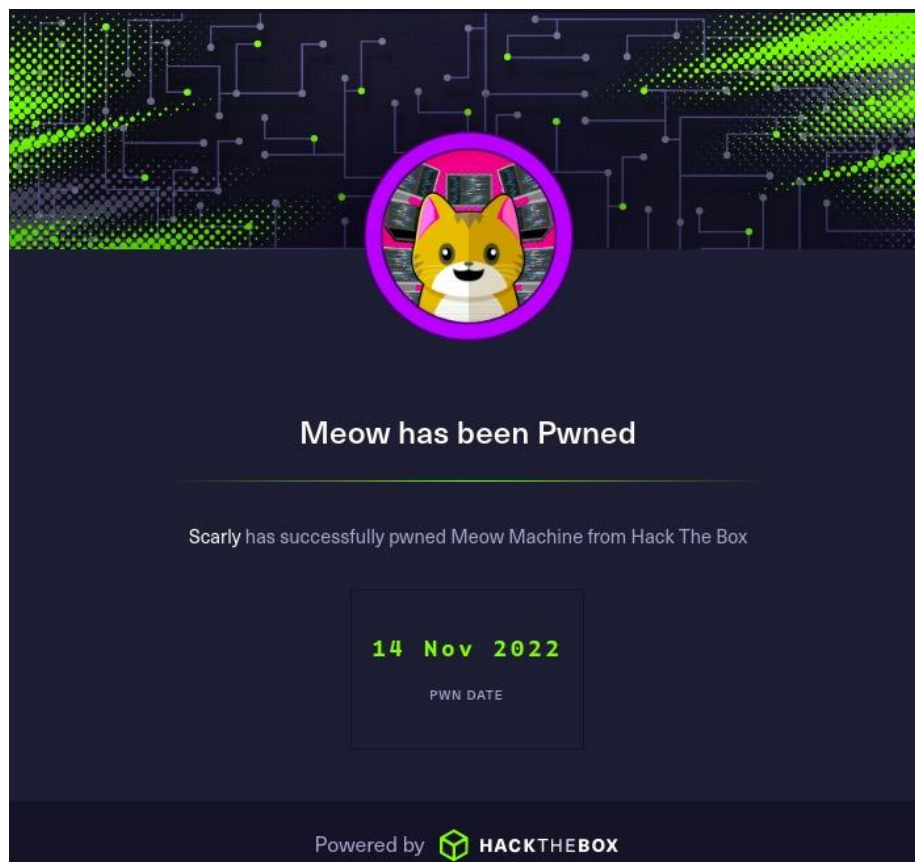 Meow has been Pwned
Scarly has successfully pwned Meow Machine from Hack The Box
14 Nov 2022
PWN DATE
Powered by HACKTHEBOX